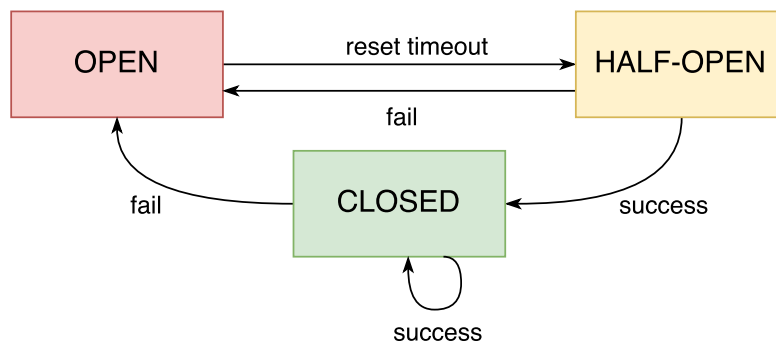 OPEN
reset timeout
HALF-OPEN
fail
CLOSED
fail
success
success